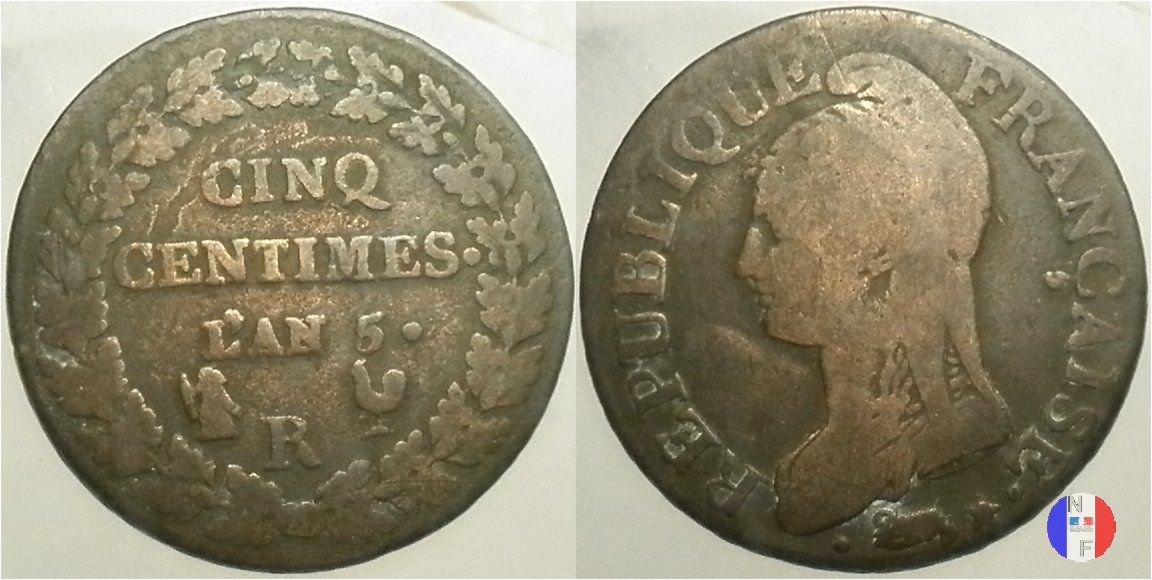 CINQ
CENTIMES.
L'AN 5.
R
REPUBLIQUE FRANÇAISE.
N
F